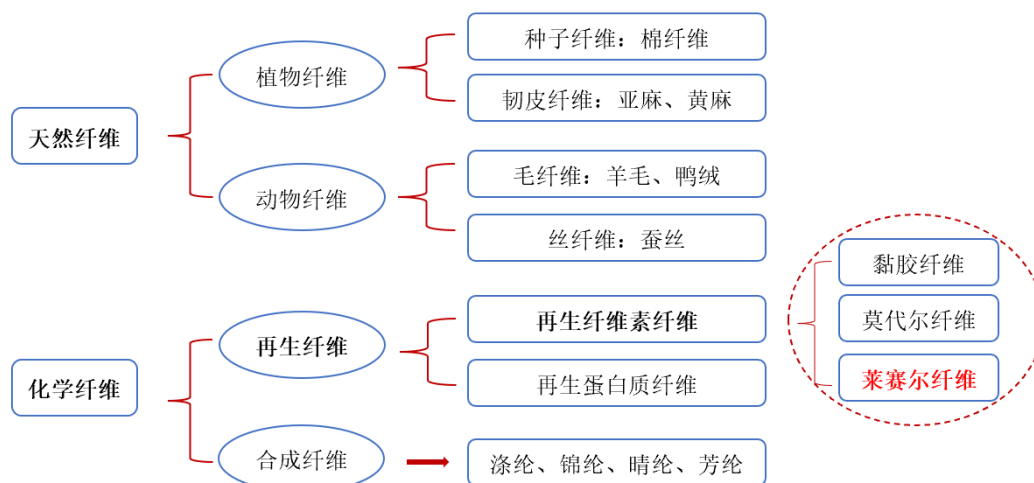 天然纤维
植物纤维
种子纤维：棉纤维
韧皮纤维：亚麻、黄麻
动物纤维
毛纤维：羊毛、鸭绒
丝纤维：蚕丝
化学纤维
再生纤维
再生纤维素纤维
黏胶纤维
莫代尔纤维
莱赛尔纤维
再生蛋白质纤维
合成纤维
涤纶、锦纶、晴纶、芳纶